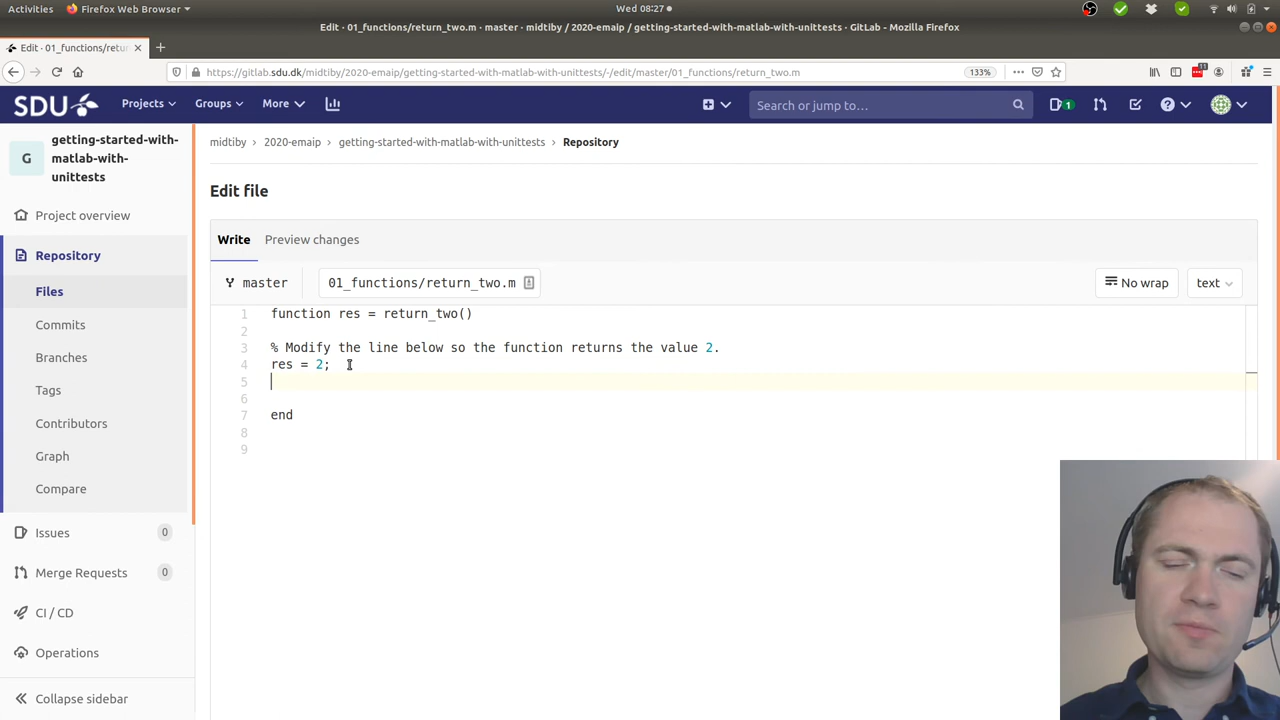 Activities
Firefox Web Browser
Wed 08:27
Edit · 01_functions/return_two.m · master · midtiby / 2020-emaip / getting-started-with-matlab-with-unittests · GitLab - Mozilla Firefox
Edit · 01_functions/retu
https://gitlab.sdu.dk/midtiby/2020-emaip/getting-started-with-matlab-with-unittests/-/edit/master/01_functions/return_two.m
133%
11
SDU
Projects
Groups
More
Search or jump to…
1
G
getting-started-with-
matlab-with-
unittests
Project overview
Repository
Files
Commits
Branches
Tags
Contributors
Graph
Compare
Issues
0
Merge Requests
0
CI / CD
Operations
Collapse sidebar
midtiby
2020-emaip
getting-started-with-matlab-with-unittests
Repository
Edit file
Write
Preview changes
master
01_functions/return_two.m
No wrap
text
1 function res = return_two()
2
3 % Modify the line below so the function returns the value 2.
4 res = 2;
5
6
7 end
8
9